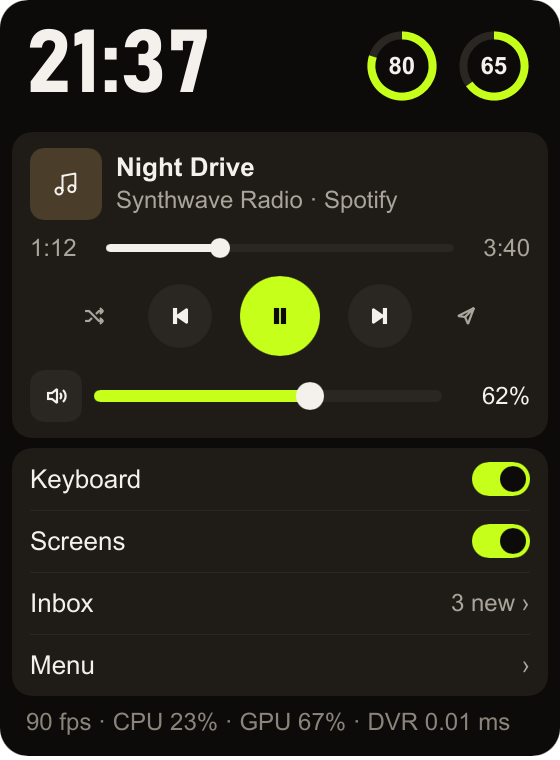 21:37
80
65
Night Drive
Synthwave Radio · Spotify
1:12
3:40
62%
Keyboard
Screens
Inbox
3 new ›
Menu
›
90 fps · CPU 23% · GPU 67% · DVR 0.01 ms